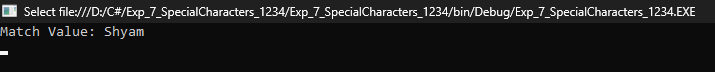 Select file:///D:/C#/Exp_7_SpecialCharacters_1234/Exp_7_SpecialCharacters_1234/bin/Debug/Exp_7_SpecialCharacters_1234.EXE
Match Value: Shyam